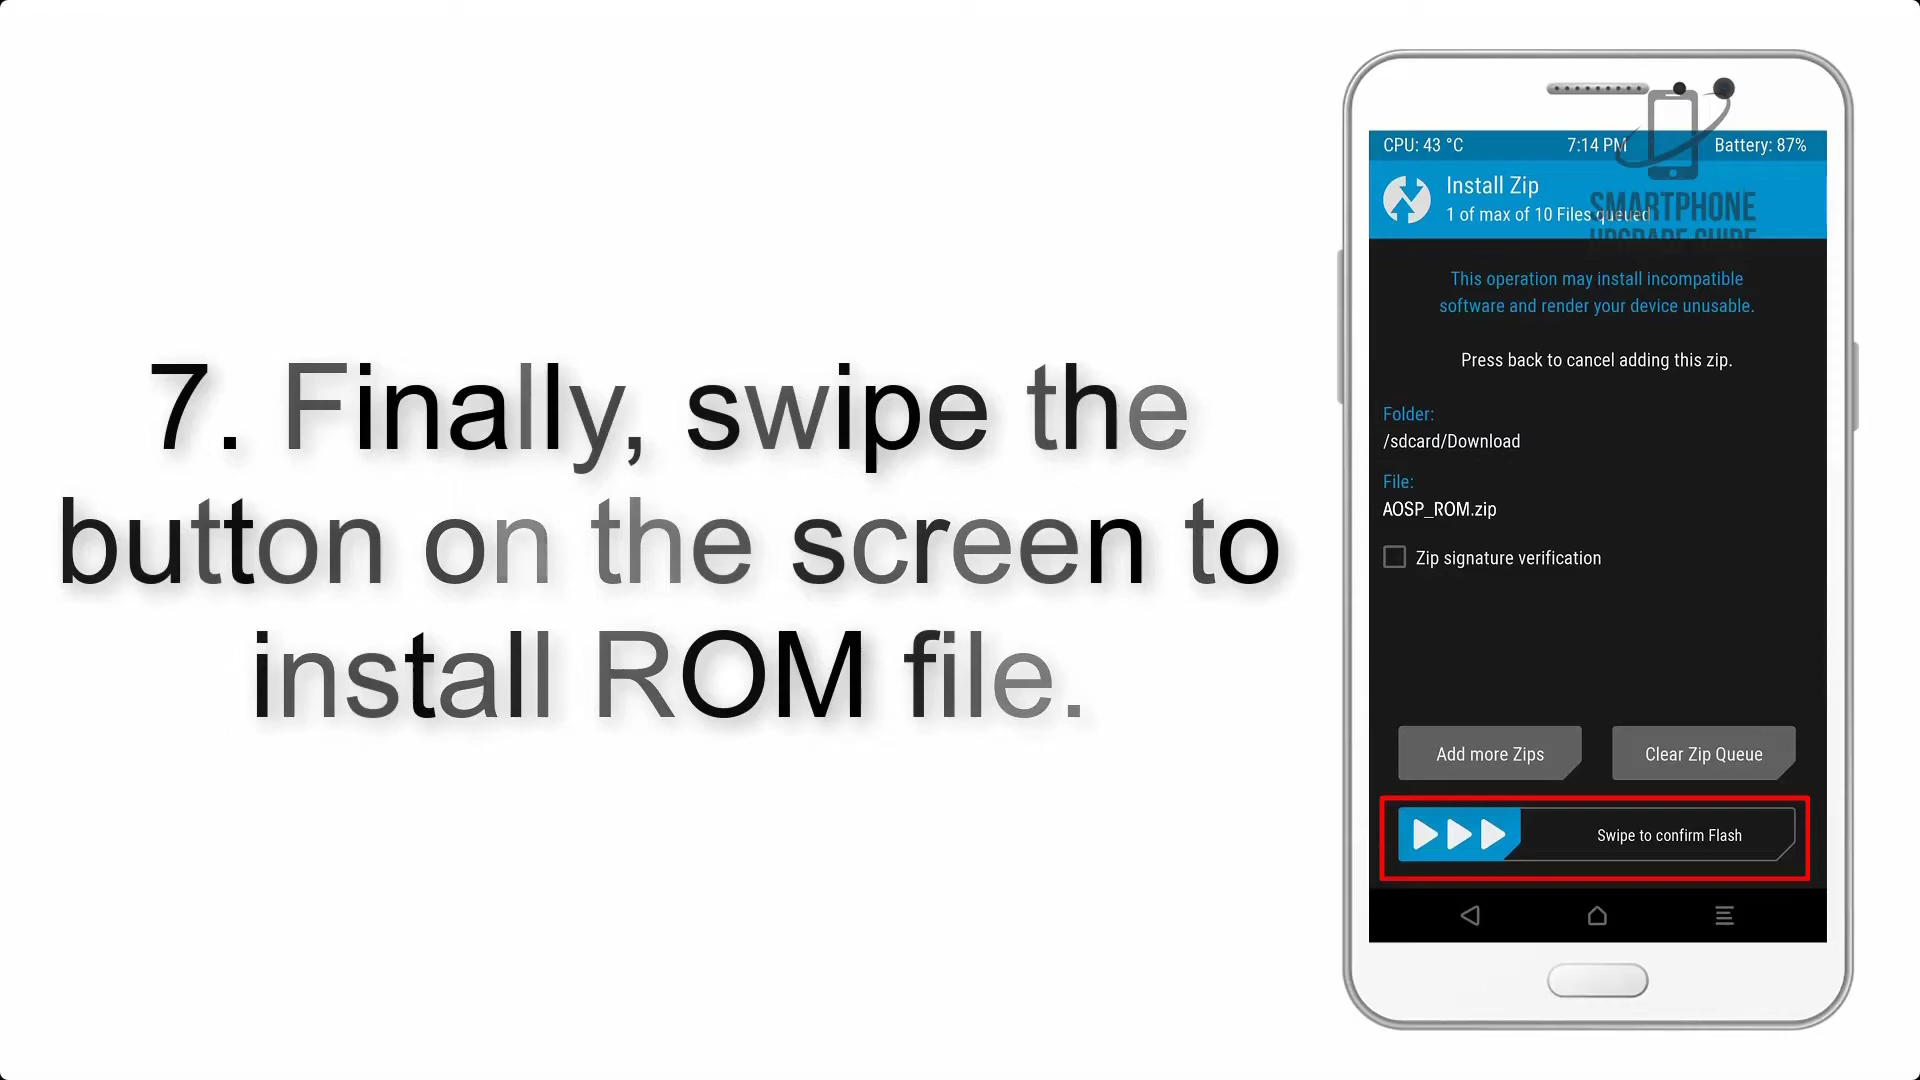 7. Finally, swipe the
button on the screen to
install ROM file.
CPU: 43 °C 7:14 PM Battery: 87%
Install Zip
1 of max of 10 Files queued
SMARTPHONE
UPGRADE GUIDE
This operation may install incompatible
software and render your device unusable.
Press back to cancel adding this zip.
Folder:
/sdcard/Download
File:
AOSP_ROM.zip
Zip signature verification
Add more Zips Clear Zip Queue
Swipe to confirm Flash